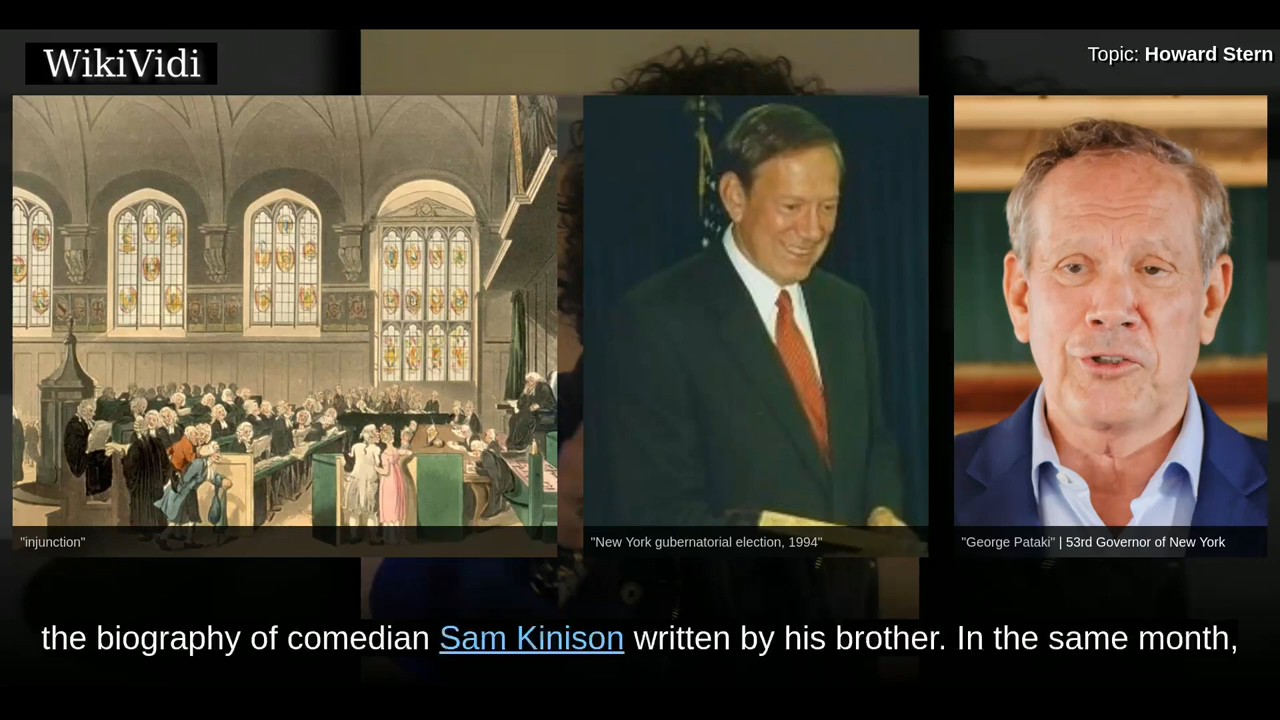 WikiVidi
Topic: Howard Stern
"injunction"
"New York gubernatorial election, 1994"
"George Pataki" | 53rd Governor of New York
the biography of comedian Sam Kinison written by his brother. In the same month,